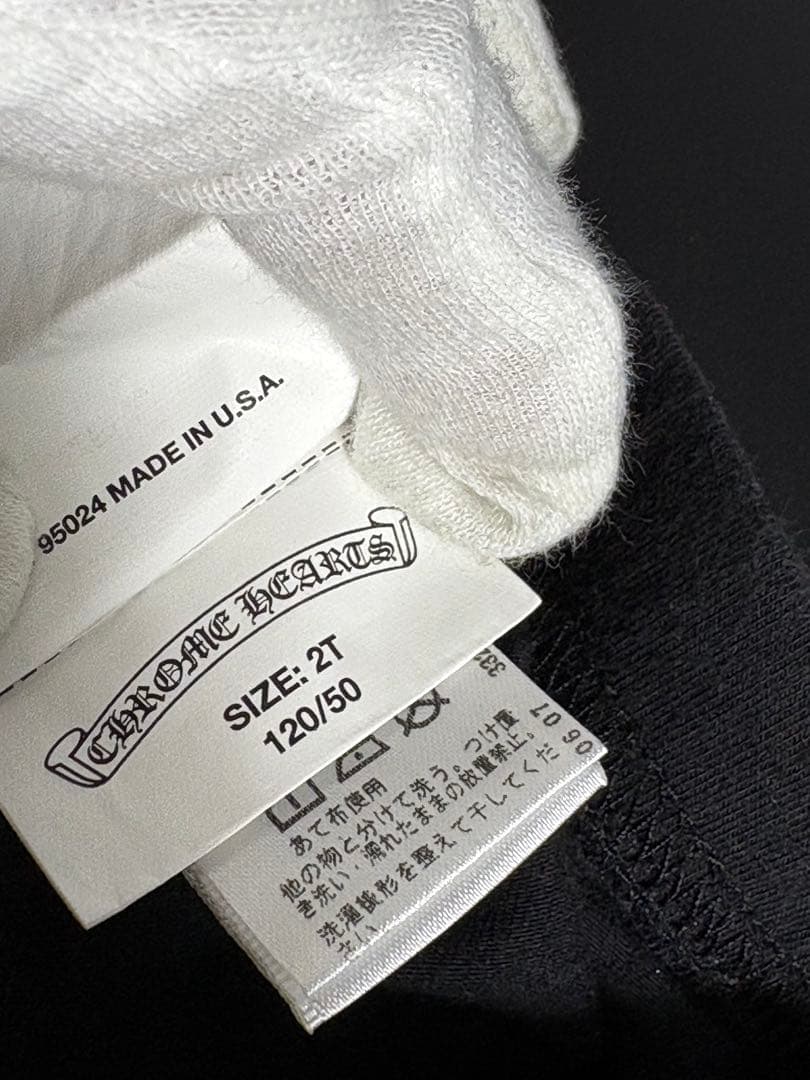 95024 MADE IN U.S.A.
CHROME HEARTS
SIZE: 2T
120/50
あて布使用
他の物と分けて洗う。つけ置
き洗い・濡れたままの放置禁止。
洗濯後形を整えて干してくだ
さい
0607